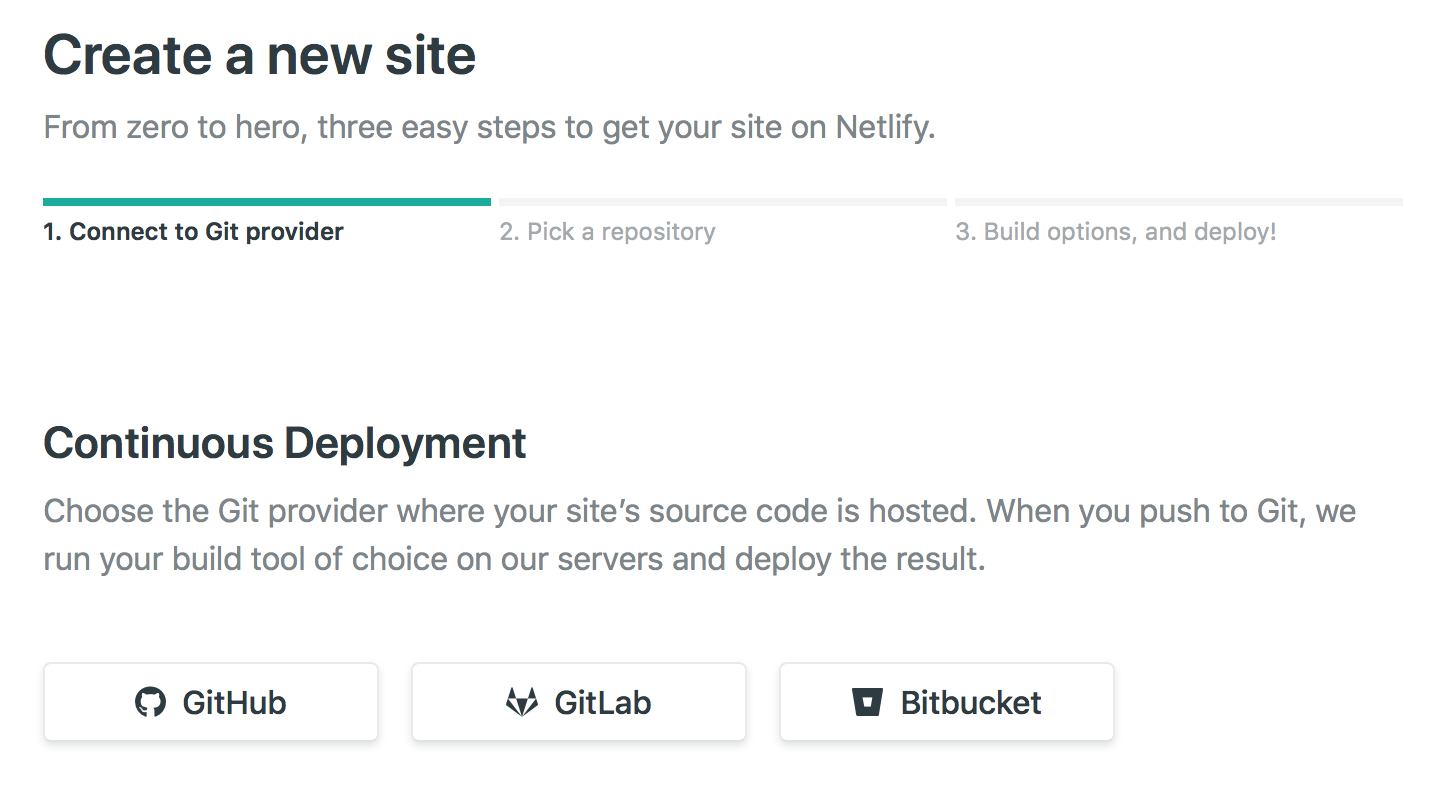 Create a new site
From zero to hero, three easy steps to get your site on Netlify.
1. Connect to Git provider
2. Pick a repository
3. Build options, and deploy!
Continuous Deployment
Choose the Git provider where your site’s source code is hosted. When you push to Git, we
run your build tool of choice on our servers and deploy the result.
GitHub
GitLab
Bitbucket